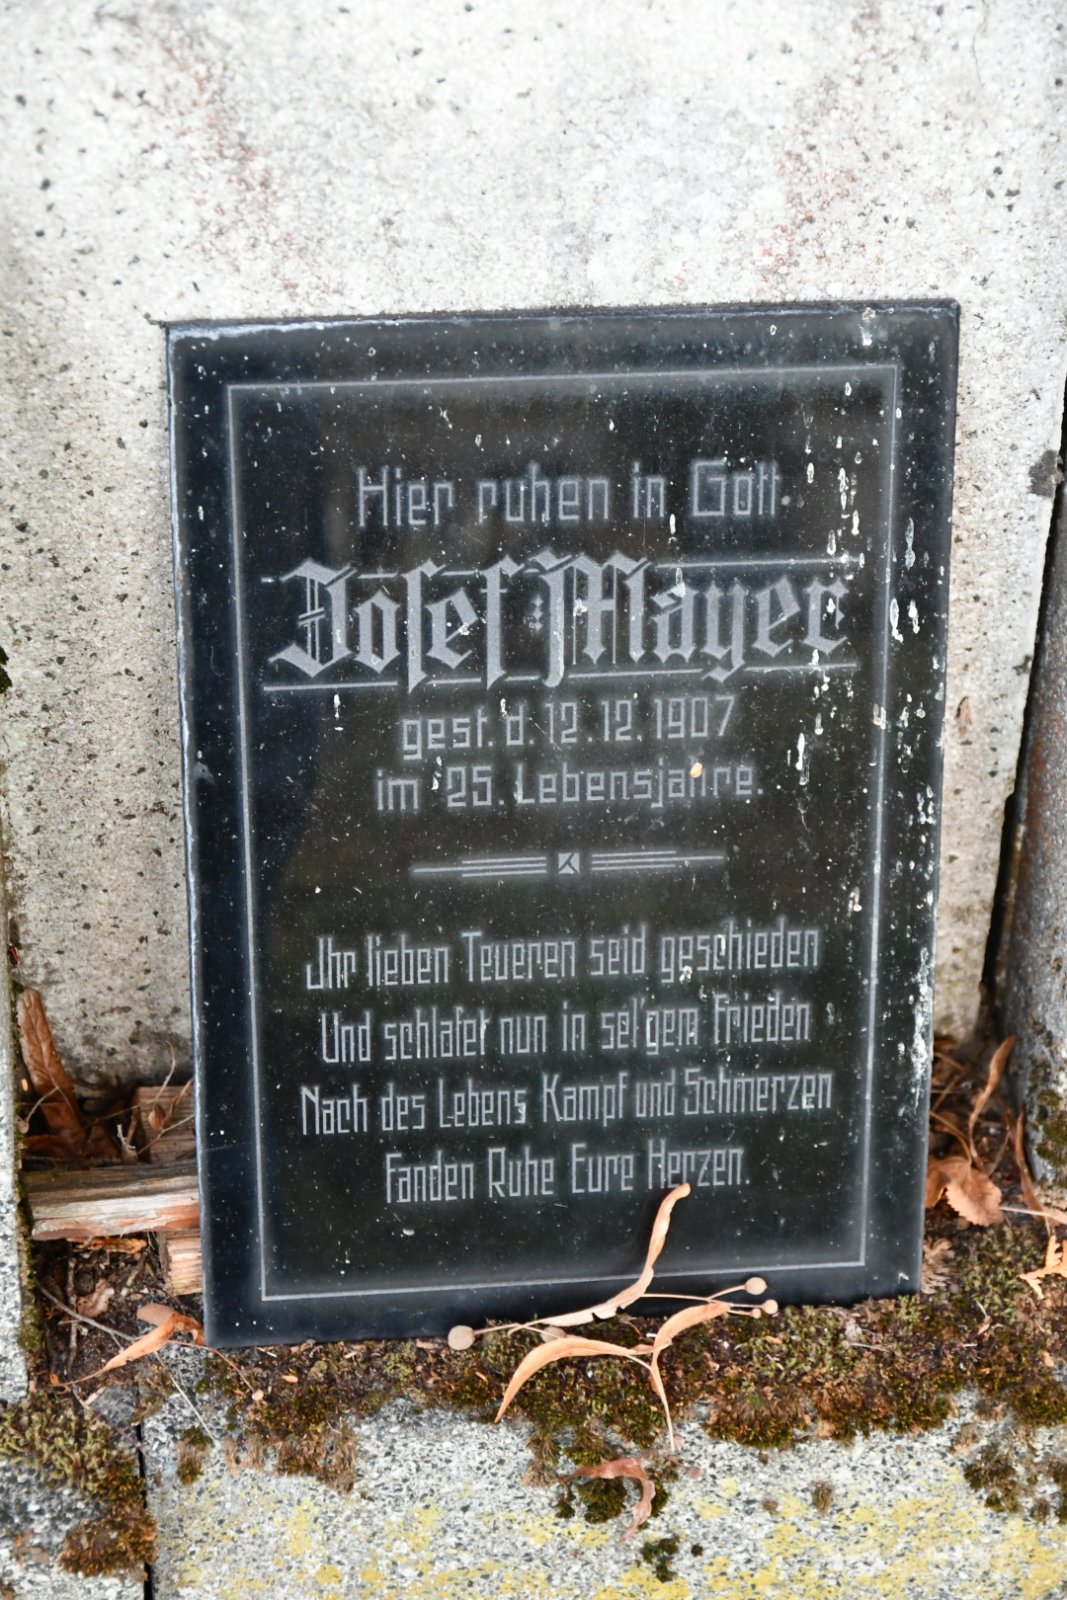 Hier ruhen in Gott
Josef Mayer
gest. d. 12. 12. 1907
im 25. Lebensjahre.
Ihr lieben Teueren seid geschieden
Und schlafet nun in sel'gem Frieden
Nach des Lebens Kampf und Schmerzen
Fanden Ruhe Eure Herzen.